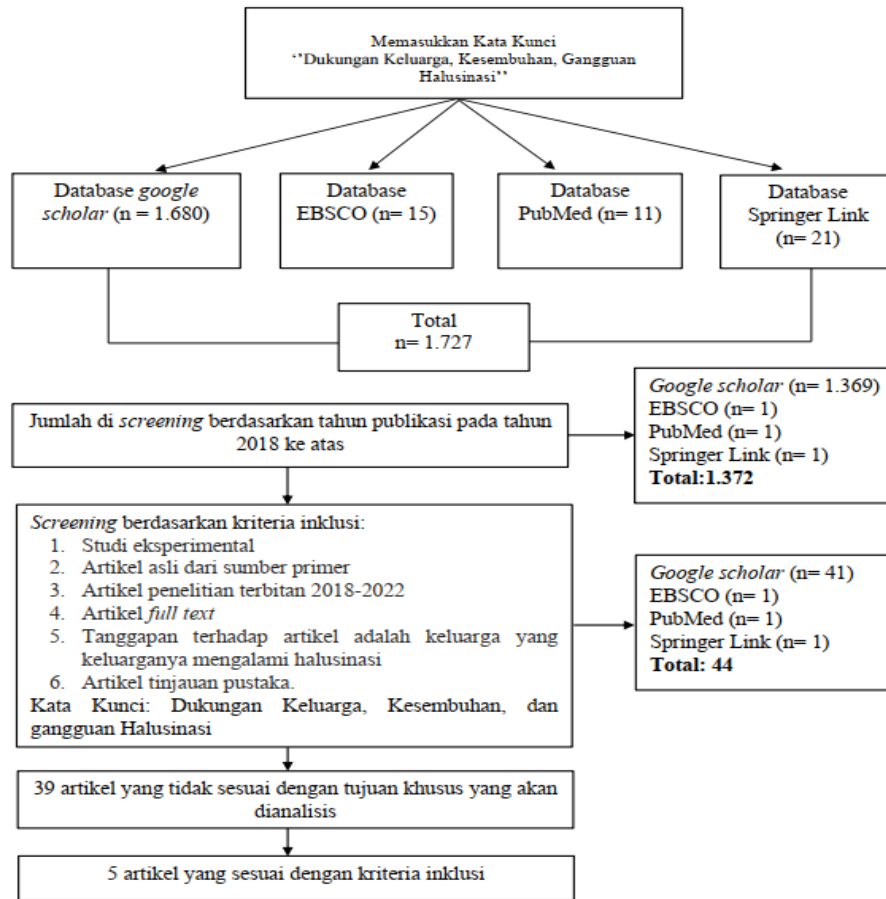 Memasukkan Kata Kunci
‘’Dukungan Keluarga, Kesembuhan, Gangguan
Halusinasi’’
Database google
scholar (n = 1.680)
Database
EBSCO (n= 15)
Database
PubMed (n= 11)
Database
Springer Link
(n= 21)
Total
n= 1.727
Jumlah di screening berdasarkan tahun publikasi pada tahun
2018 ke atas
Google scholar (n= 1.369)
EBSCO (n= 1)
PubMed (n= 1)
Springer Link (n= 1)
Total:1.372
Screening berdasarkan kriteria inklusi:
1. Studi eksperimental
2. Artikel asli dari sumber primer
3. Artikel penelitian terbitan 2018-2022
4. Artikel full text
5. Tanggapan terhadap artikel adalah keluarga yang
keluarganya mengalami halusinasi
6. Artikel tinjauan pustaka.
Kata Kunci: Dukungan Keluarga, Kesembuhan, dan
gangguan Halusinasi
Google scholar (n= 41)
EBSCO (n= 1)
PubMed (n= 1)
Springer Link (n= 1)
Total: 44
39 artikel yang tidak sesuai dengan tujuan khusus yang akan
dianalisis
5 artikel yang sesuai dengan kriteria inklusi